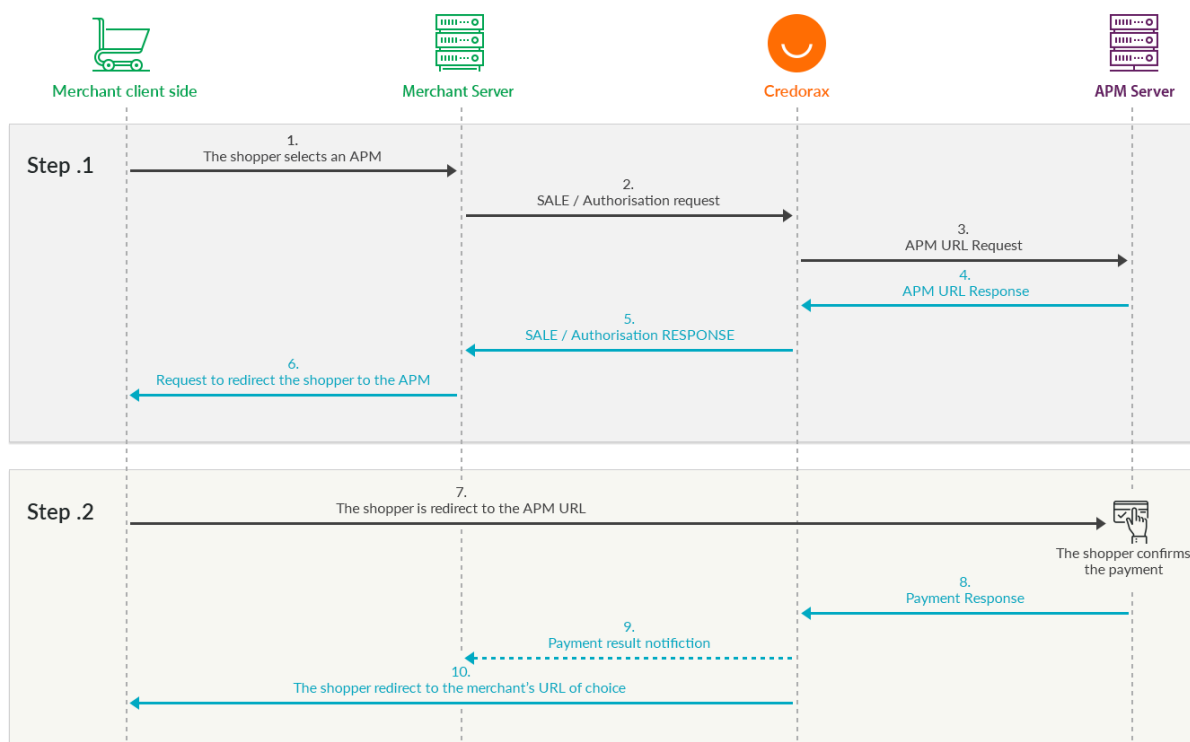 Merchant client side
Merchant Server
Credorax
APM Server
Step .1
1.
The shopper selects an APM
2.
SALE / Authorisation request
3.
APM URL Request
4.
APM URL Response
5.
SALE / Authorisation RESPONSE
6.
Request to redirect the shopper to the APM
Step .2
7.
The shopper is redirect to the APM URL
The shopper confirms
the payment
8.
Payment Response
9.
Payment result notifiction
10.
The shopper redirect to the merchant's URL of choice